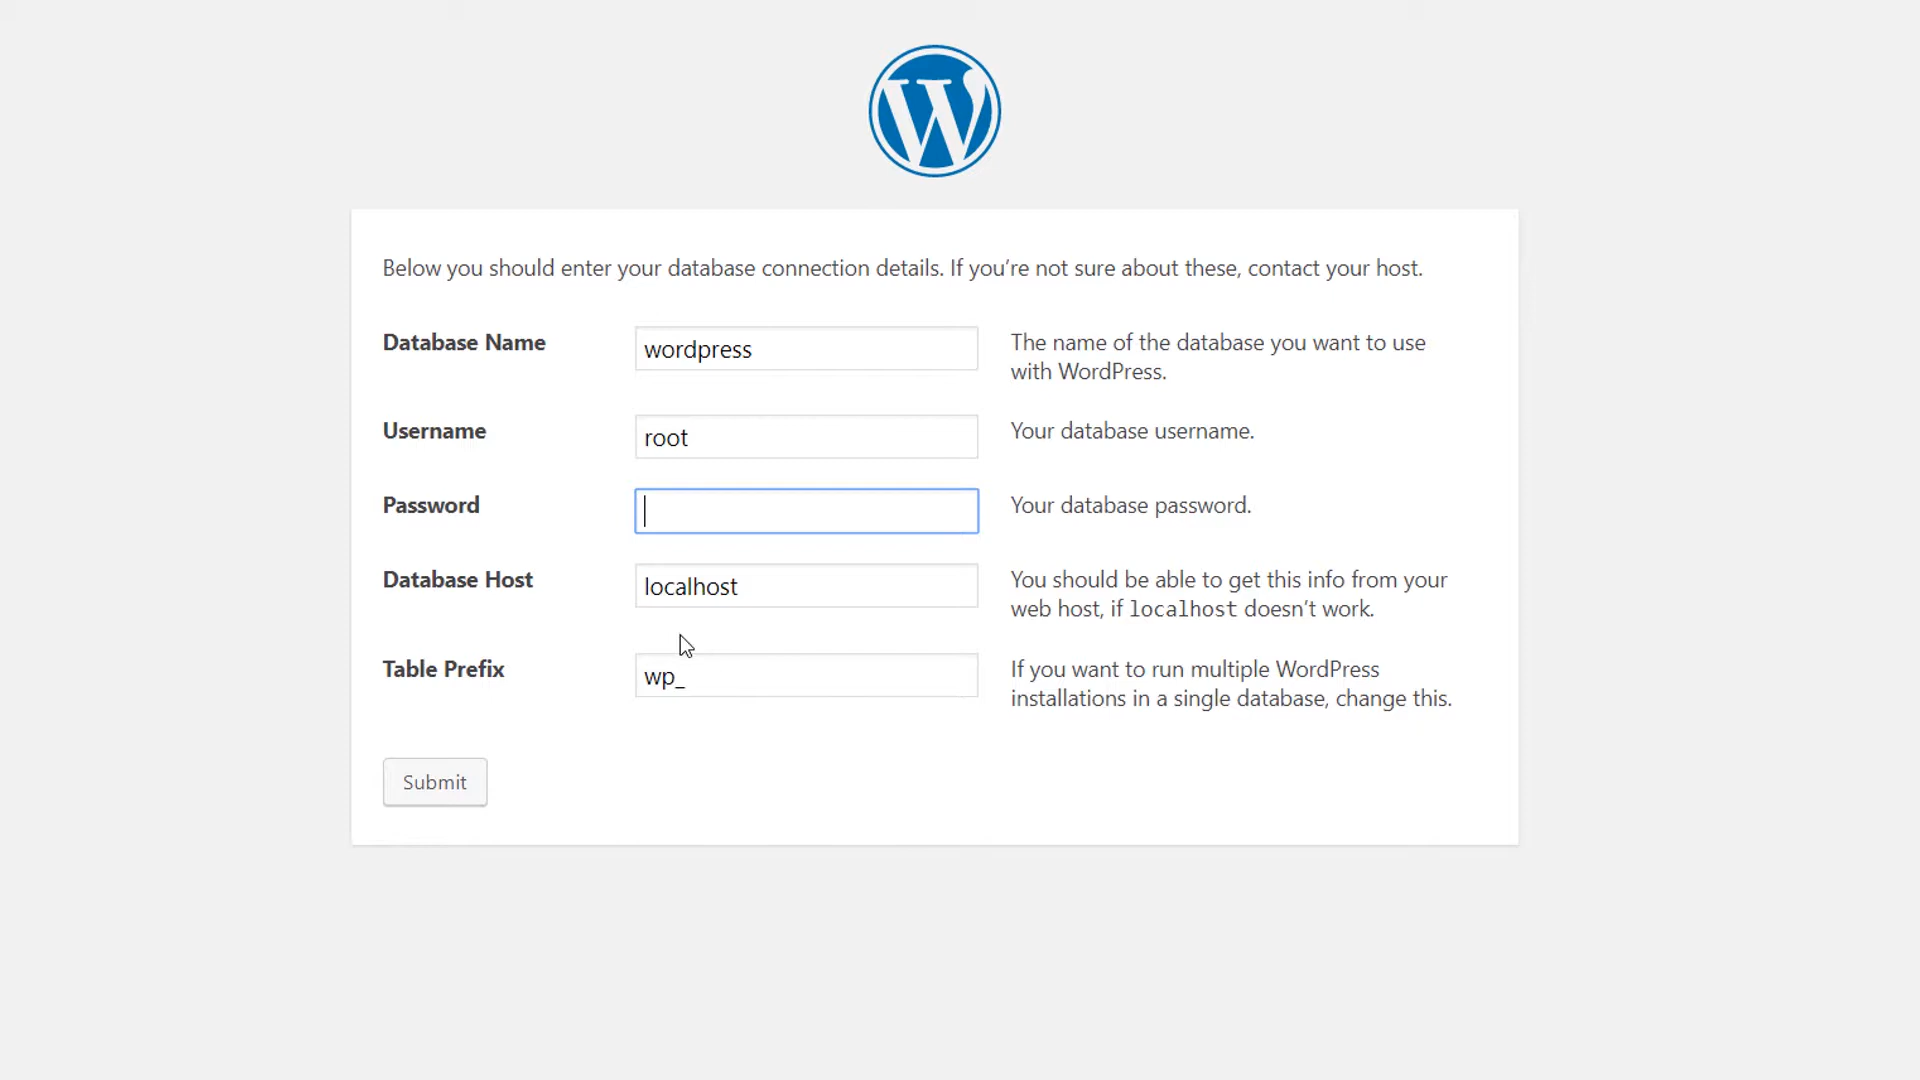 Below you should enter your database connection details. If you’re not sure about these, contact your host.
Database Name
wordpress
The name of the database you want to use
with WordPress.
Username
root
Your database username.
Password
Your database password.
Database Host
localhost
You should be able to get this info from your
web host, if localhost doesn’t work.
Table Prefix
wp_
If you want to run multiple WordPress
installations in a single database, change this.
Submit